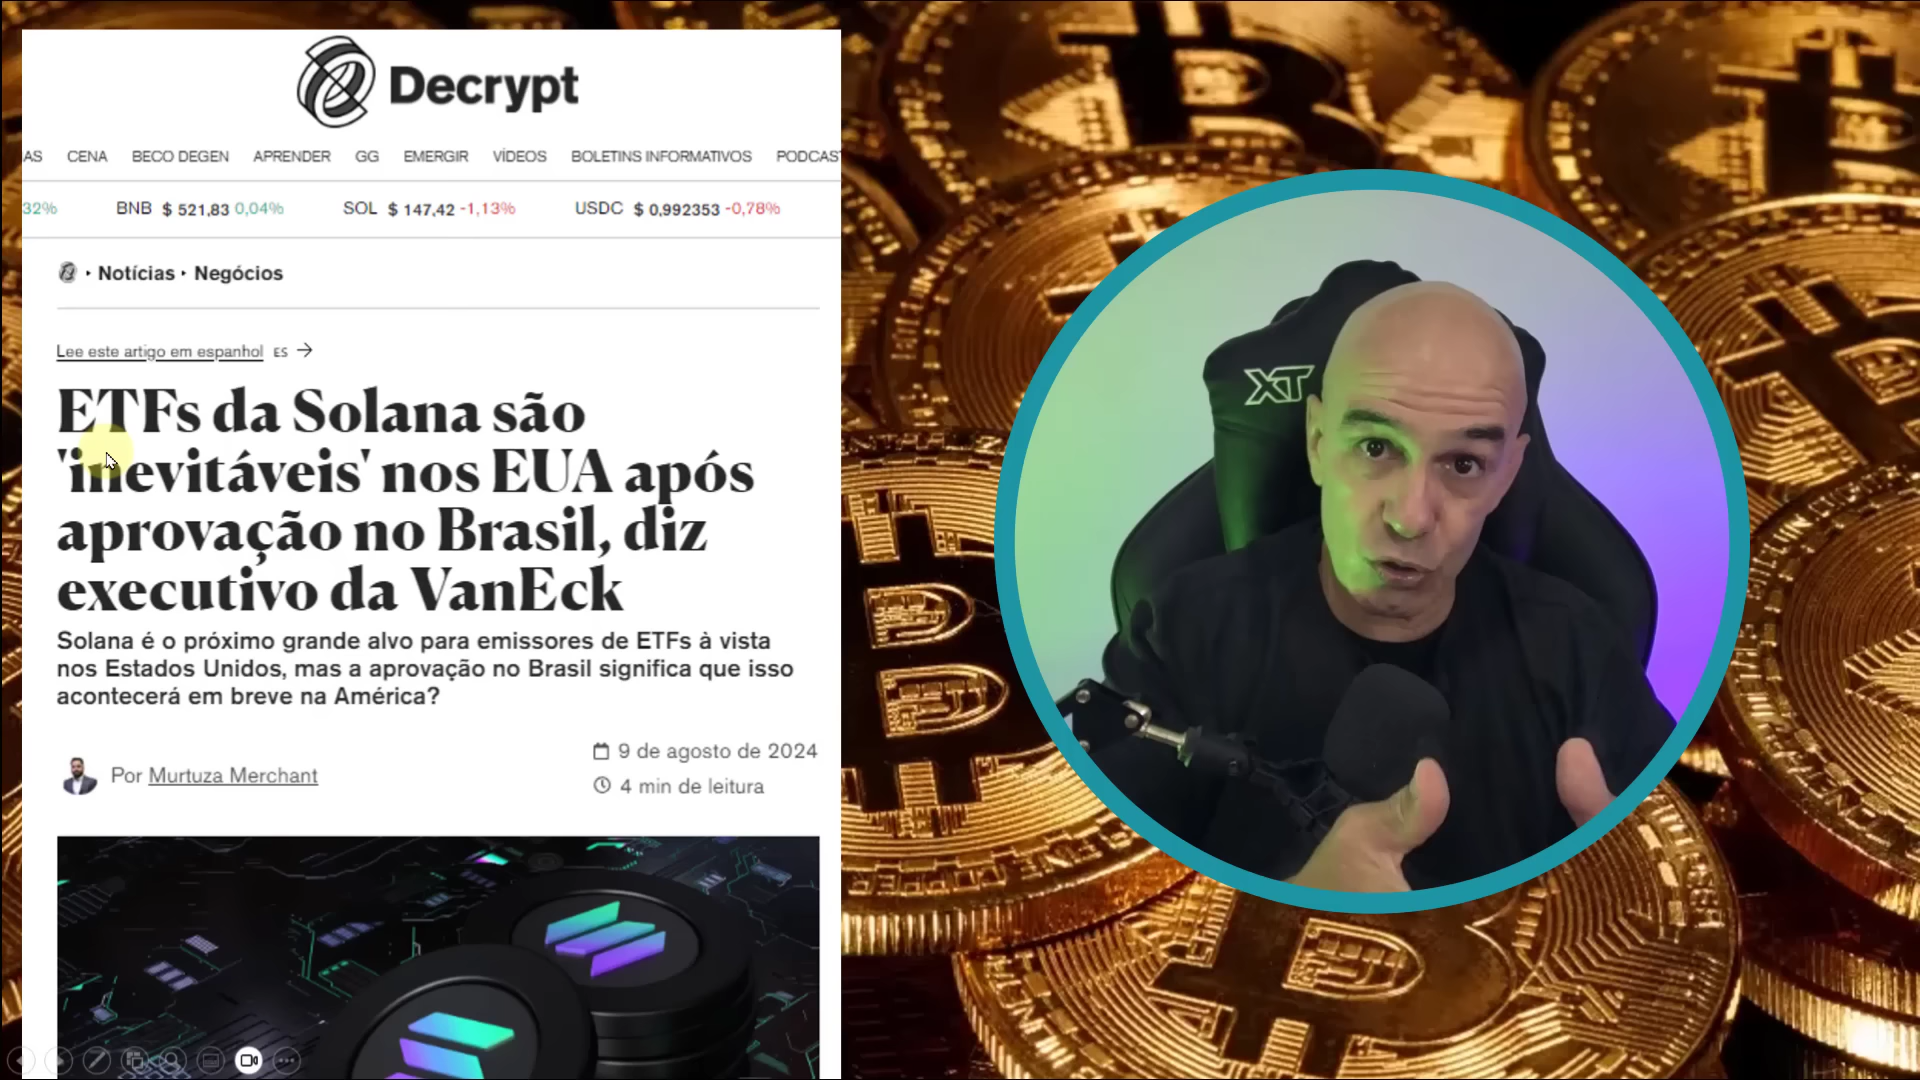 Decrypt
AS CENA BECO DEGEN APRENDER GG EMERGIR VÍDEOS BOLETINS INFORMATIVOS PODCAST
32% BNB $ 521,83 0,04% SOL $ 147,42 -1,13% USDC $ 0,992353 -0,78%
Notícias Negócios
Lee este artigo em espanhol ES →
ETFs da Solana são
'inevitáveis' nos EUA após
aprovação no Brasil, diz
executivo da VanEck
Solana é o próximo grande alvo para emissores de ETFs à vista
nos Estados Unidos, mas a aprovação no Brasil significa que isso
acontecerá em breve na América?
9 de agosto de 2024
Por Murtuza Merchant
4 min de leitura
XT